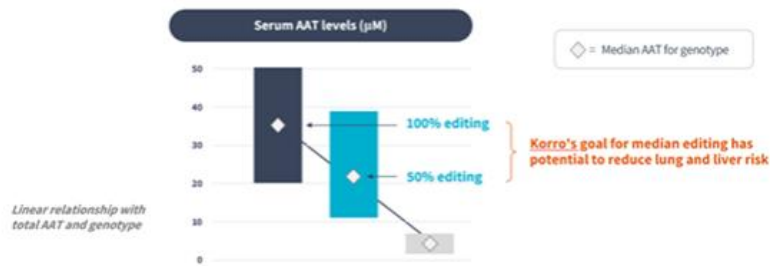 Serum AAT levels (µM)
= Median AAT for genotype
50
40
30
20
10
0
100% editing
50% editing
Korro's goal for median editing has
potential to reduce lung and liver risk
Linear relationship with
total AAT and genotype